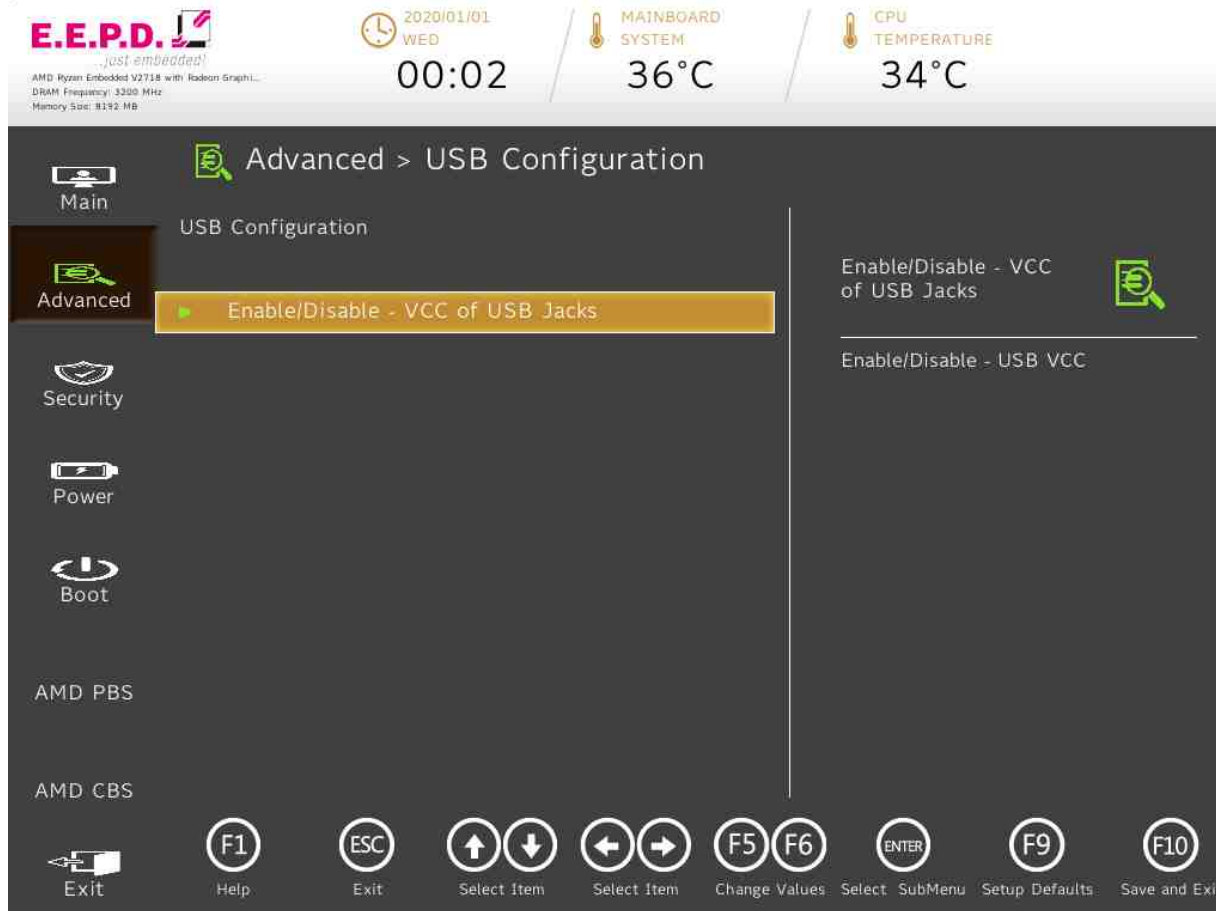 E.E.P.D.
...just embedded!
AMD Ryzen Embedded V2718 with Radeon Graphi...
DRAM Frequency: 3200 MHz
Memory Size: 8192 MB
2020/01/01
WED
00:02
MAINBOARD
SYSTEM
36°C
CPU
TEMPERATURE
34°C
Main
Advanced
Security
Power
Boot
AMD PBS
AMD CBS
Exit
Advanced > USB Configuration
USB Configuration
Enable/Disable - VCC of USB Jacks
Enable/Disable - VCC
of USB Jacks
Enable/Disable - USB VCC
F1
Help
ESC
Exit
Select Item
Select Item
F5 F6
Change Values
ENTER
Select SubMenu
F9
Setup Defaults
F10
Save and Exi